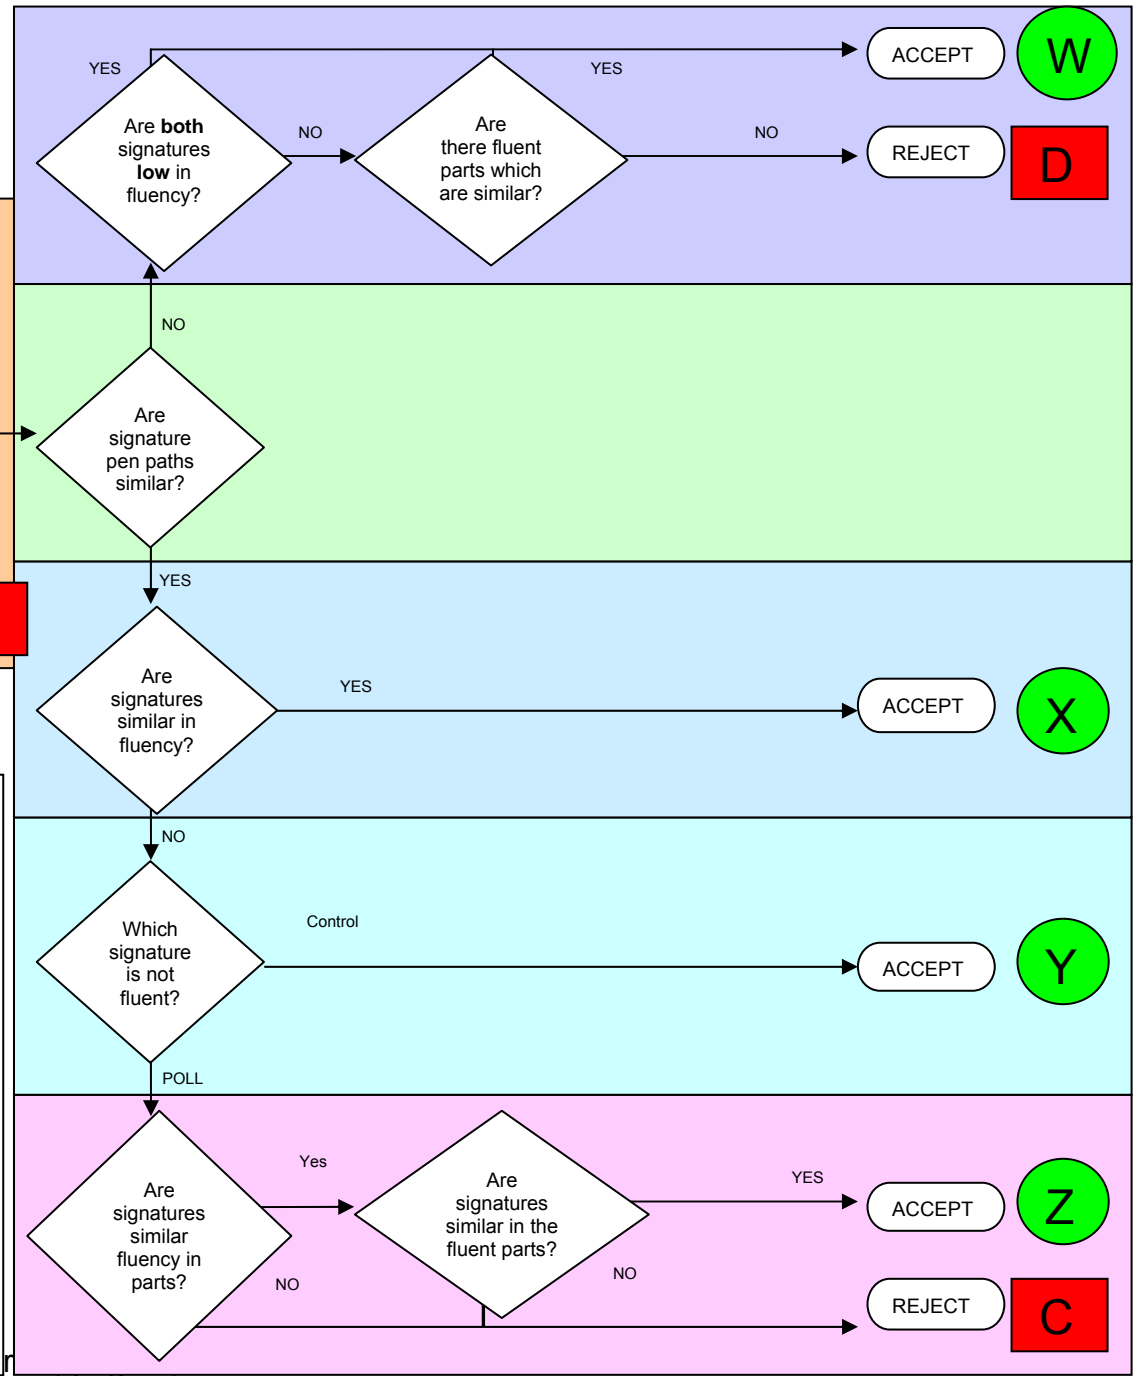 YES
YES
ACCEPT
W
Are both
signatures
low in
fluency?
NO
Are
there fluent
parts which
are similar?
NO
REJECT
D
NO
Are
signature
pen paths
similar?
YES
Are
signatures
similar in
fluency?
YES
ACCEPT
X
NO
Which
signature
is not
fluent?
Control
ACCEPT
Y
POLL
Are
signatures
similar
fluency in
parts?
Yes
Are
signatures
similar in the
fluent parts?
YES
ACCEPT
Z
NO
NO
REJECT
C